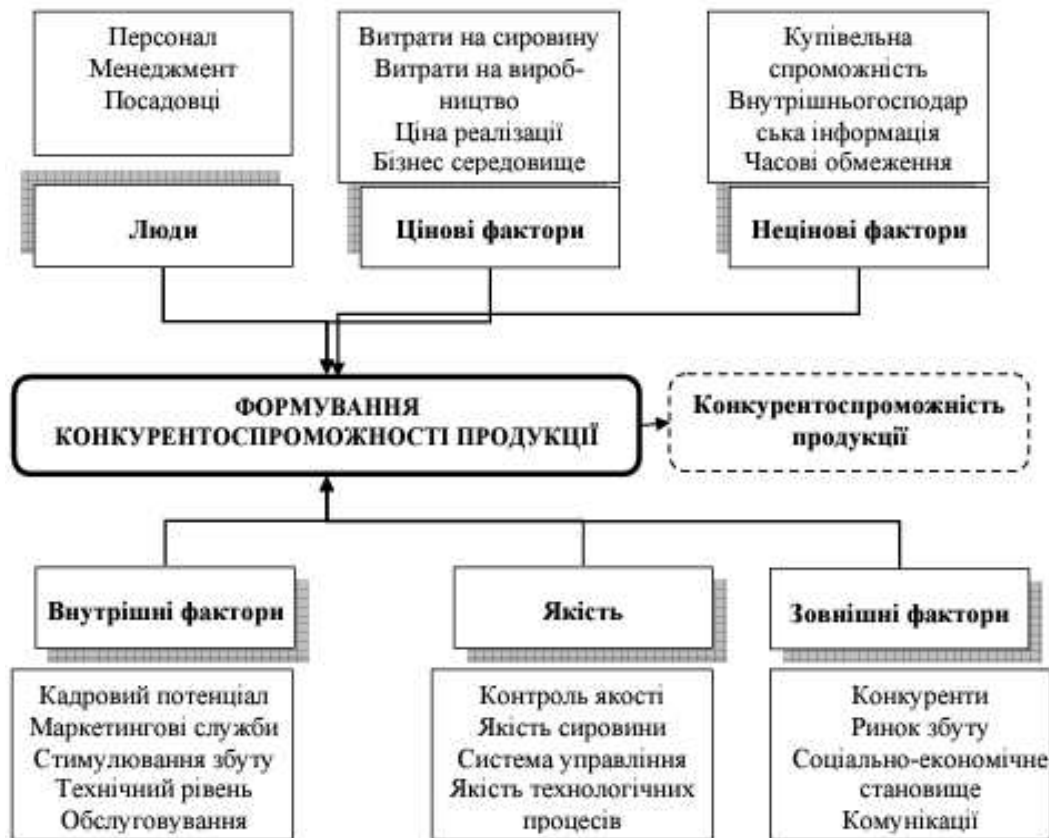 Персонал
Менеджмент
Посадовці
Люди
Витрати на сировину
Витрати на вироб-
ництво
Ціна реалізації
Бізнес середовище
Цінові фактори
Купівельна
спроможність
Внутрішньогосподар
ська інформація
Часові обмеження
Нецінові фактори
ФОРМУВАННЯ
КОНКУРЕНТОСПРОМОЖНОСТІ ПРОДУКЦІЇ
Конкурентоспроможність
продукції
Внутрішні фактори
Кадровий потенціал
Маркетингові служби
Стимулювання збуту
Технічний рівень
Обслуговування
Якість
Контроль якості
Якість сировини
Система управління
Якість технологічних
процесів
Зовнішні фактори
Конкуренти
Ринок збуту
Соціально-економічне
становище
Комунікації